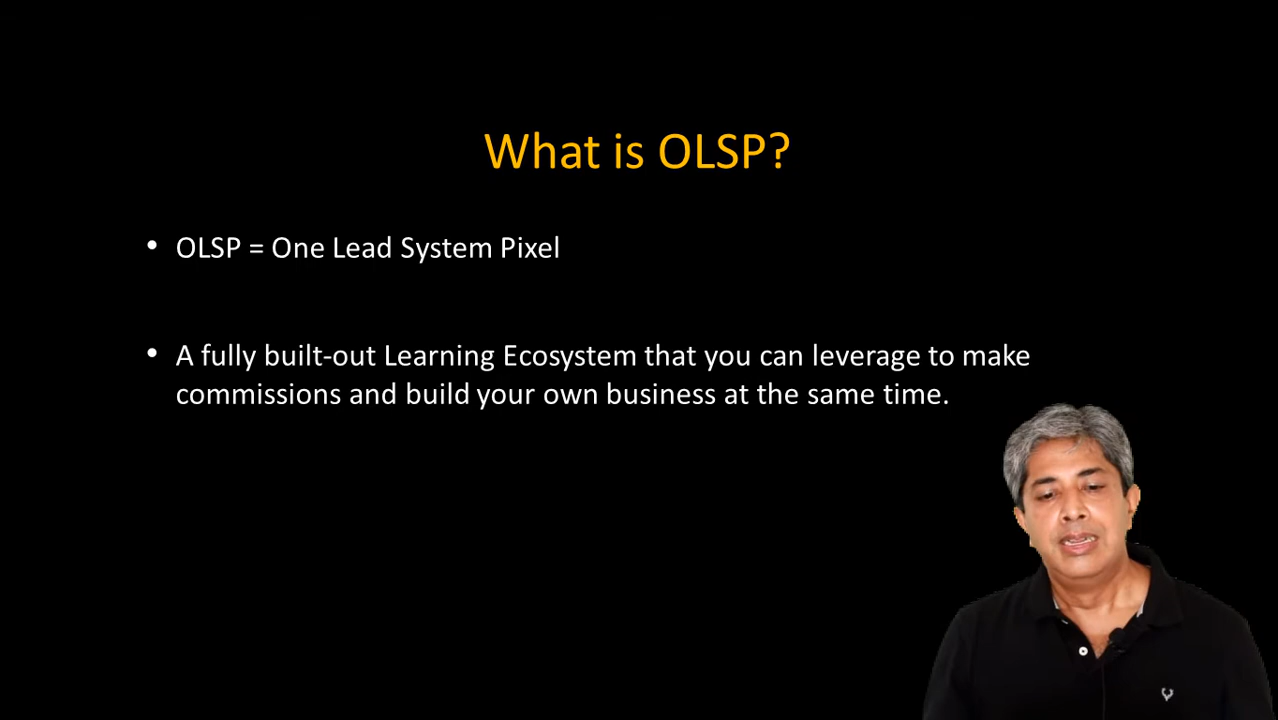 What is OLSP?
• OLSP = One Lead System Pixel
• A fully built-out Learning Ecosystem that you can leverage to make
commissions and build your own business at the same time.